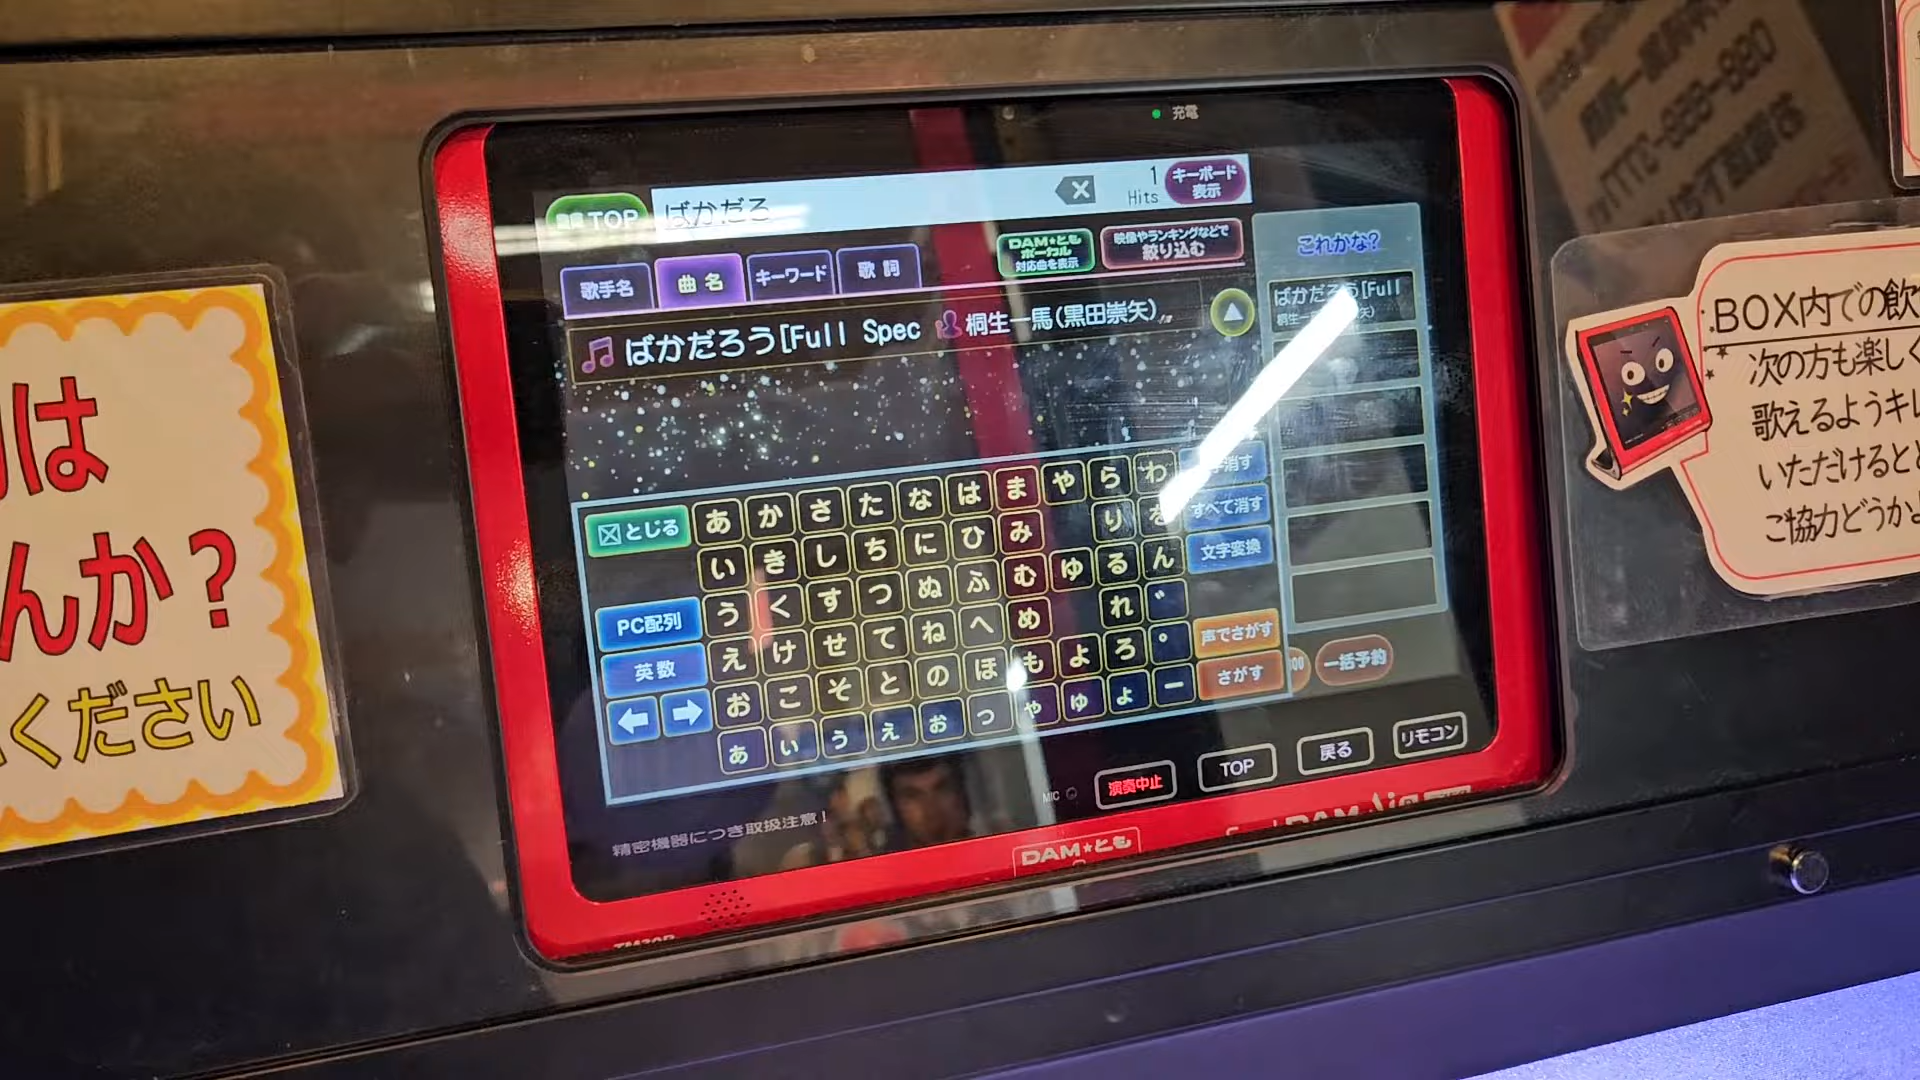 充電
TOP
ばかだろ
1
Hits
キーボード
表示
歌手名
曲名
キーワード
歌詞
DAM★とも
ボーカル
対応曲を表示
映像やランキングなどで
絞り込む
これかな?
ばかだろう[Full Spec
桐生一馬(黒田崇矢)
ばかだろう[Full
とじる
あ か さ た な は ま や ら わ
い き し ち に ひ み り を
う く す つ ぬ ふ む ゆ る ん
え け せ て ね へ め れ ゛
お こ そ と の ほ も よ ろ ゜
ぁ ぃ ぅ ぇ ぉ っ ゃ ゅ ょ ー
すべて消す
文字変換
PC配列
英数
声でさがす
さがす
一括予約
MIC
演奏中止
TOP
戻る
リモコン
精密機器につき取扱注意!
DAM★とも
は
んか?
ください
BOX内での飲
次の方も楽しく
歌えるようキレ
いただけると
ご協力どうかよ